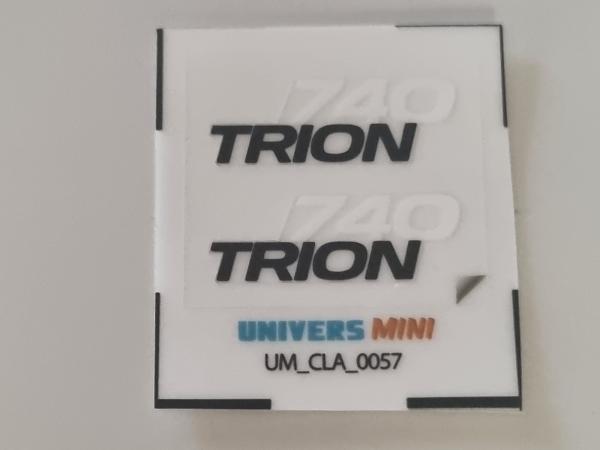 740
TRION
740
TRION
UNIVERS MINI
UM_CLA_0057